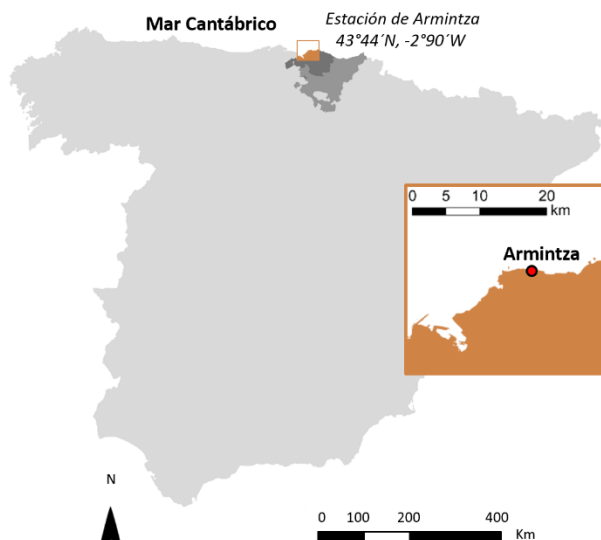 Mar Cantábrico
Estación de Armintza
43°44´N, -2°90´W
0 5 10 20
km
Armintza
N
0 100 200 400
Km